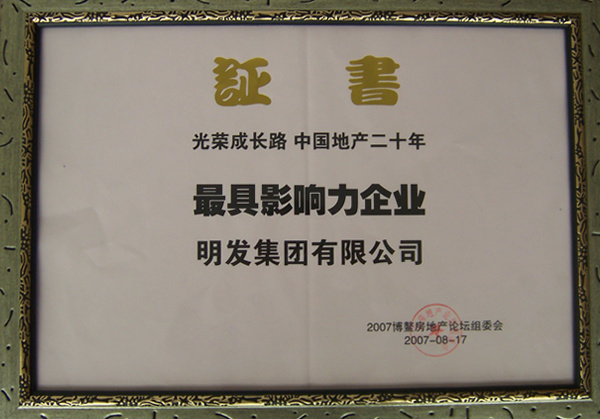 証書
光荣成长路 中国地产二十年
最具影响力企业
明发集团有限公司
2007博鳌房地产论坛组委会
2007-08-17